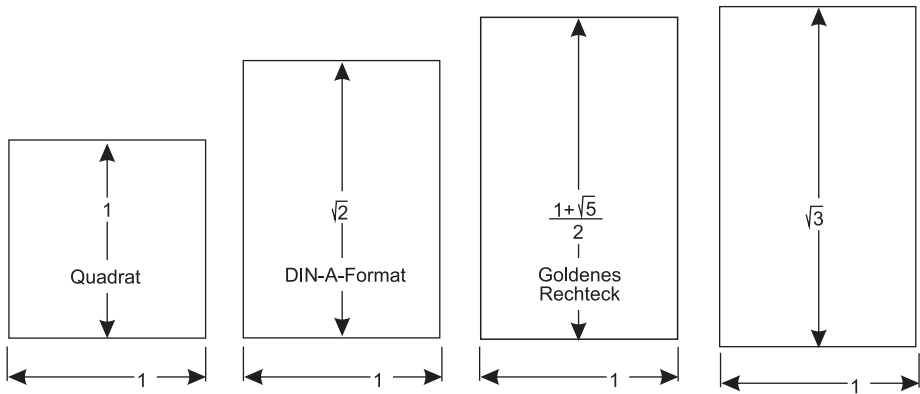 1
Quadrat
1
√2
DIN-A-Format
1
1+√5
2
Goldenes
Rechteck
1
√3
1